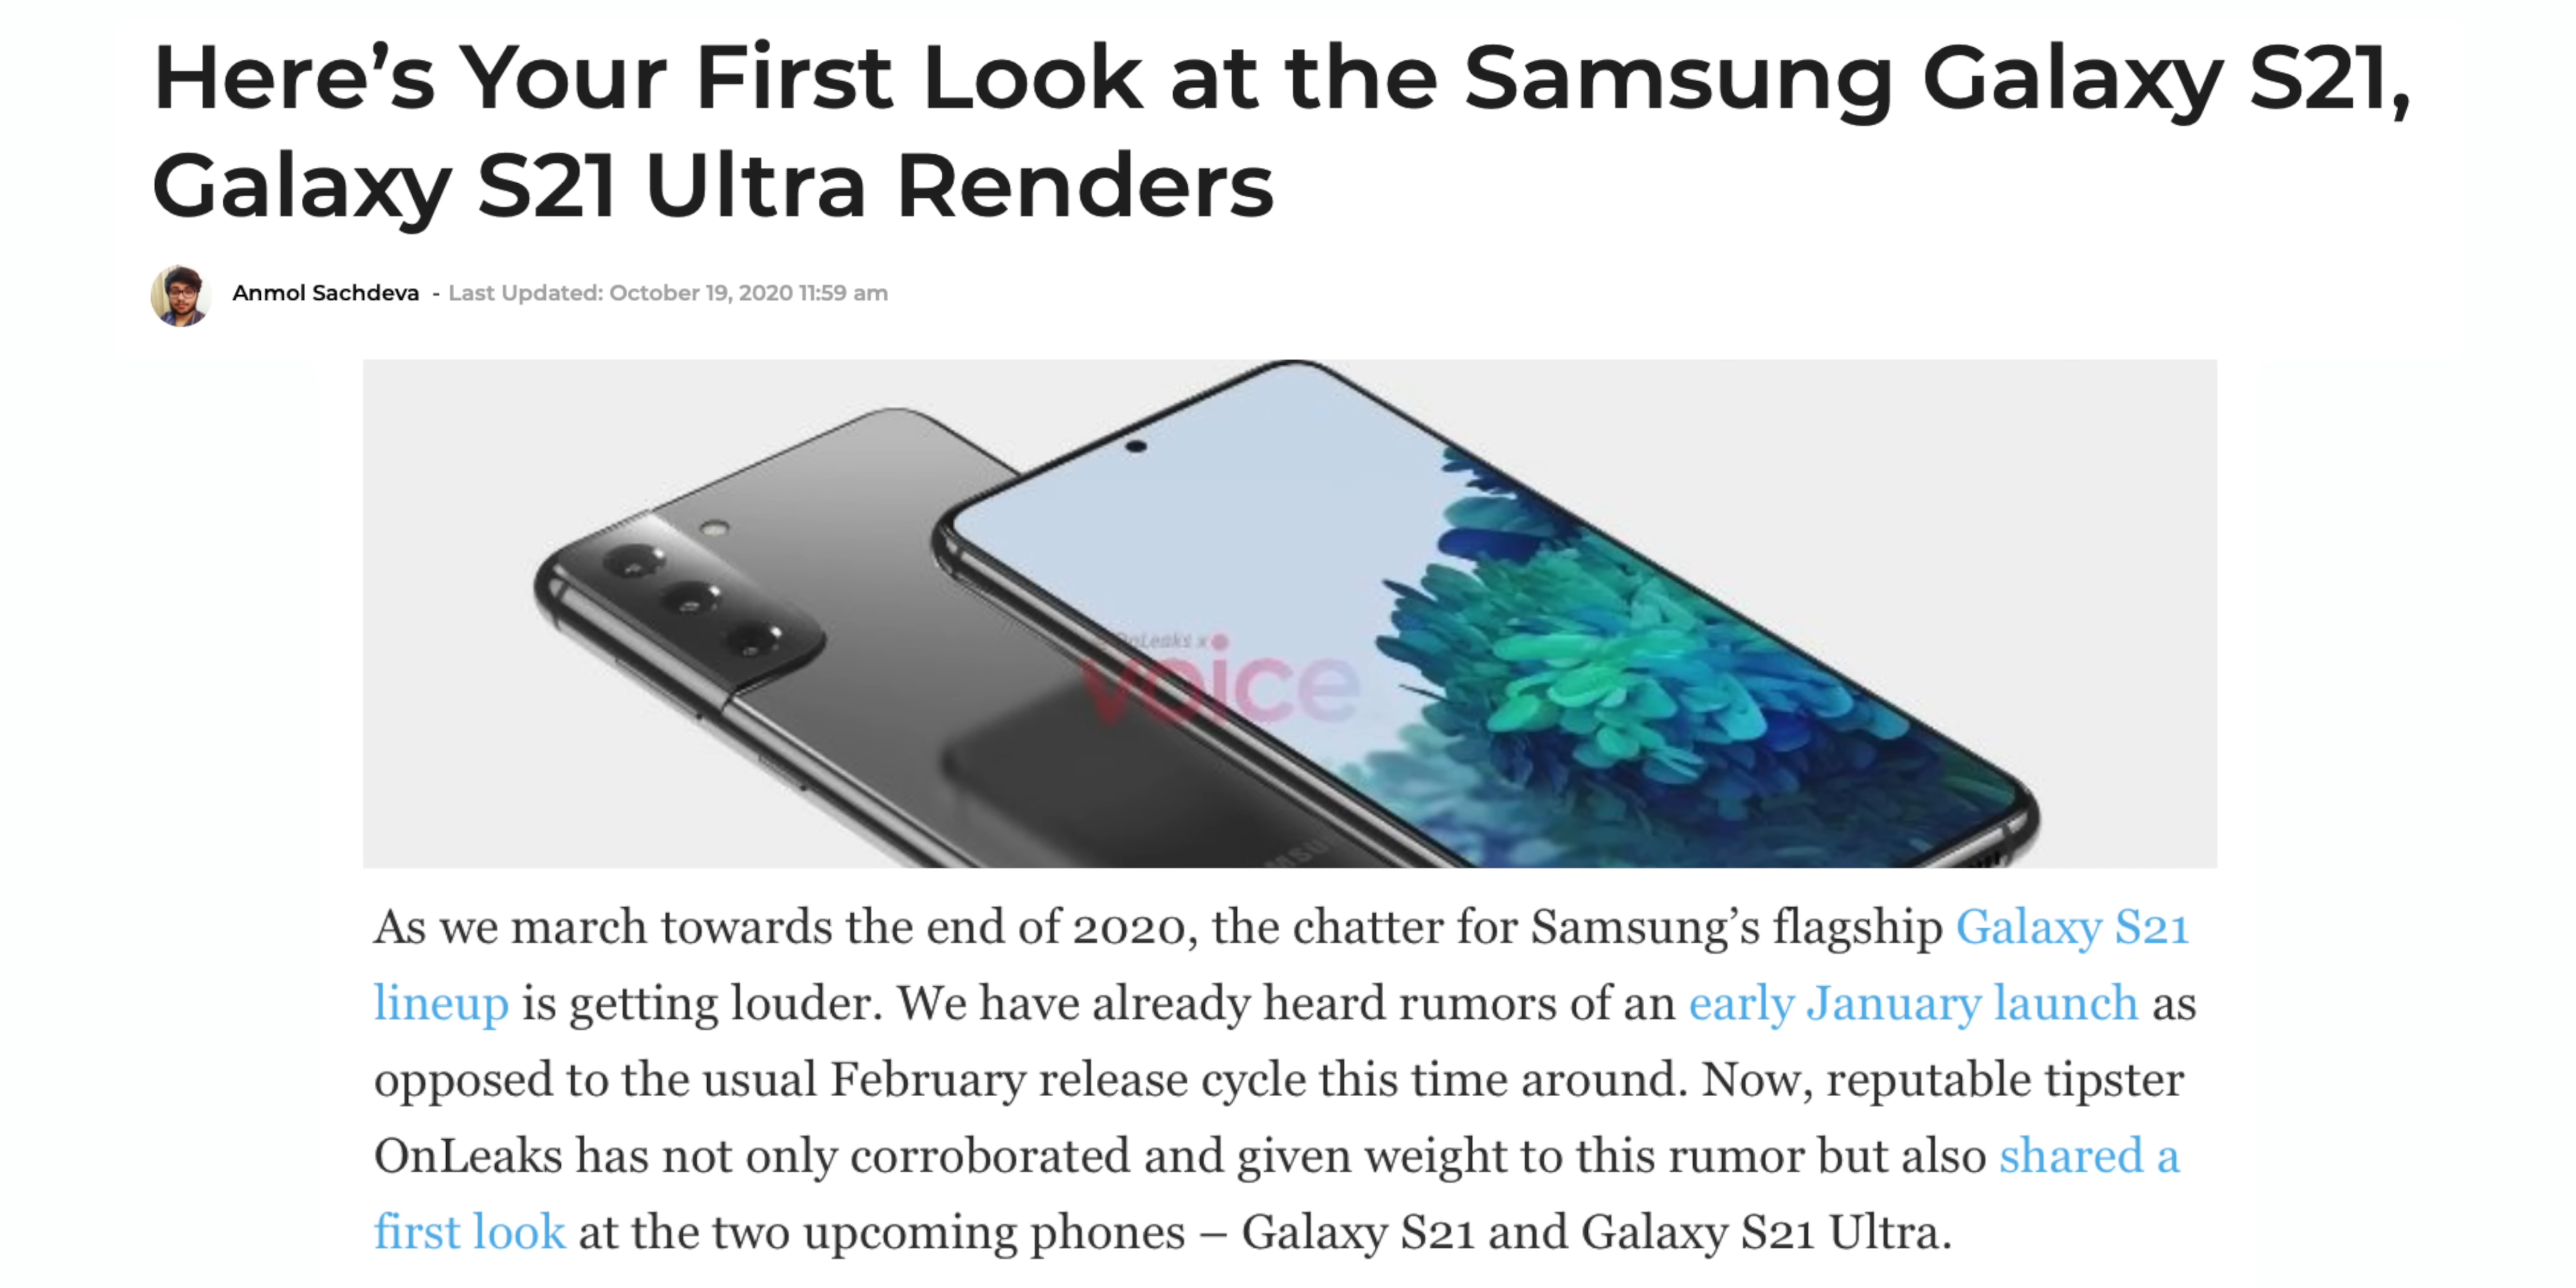 Here’s Your First Look at the Samsung Galaxy S21,
Galaxy S21 Ultra Renders
Anmol Sachdeva - Last Updated: October 19, 2020 11:59 am
OnLeaks x
voice
As we march towards the end of 2020, the chatter for Samsung’s flagship Galaxy S21
lineup is getting louder. We have already heard rumors of an early January launch as
opposed to the usual February release cycle this time around. Now, reputable tipster
OnLeaks has not only corroborated and given weight to this rumor but also shared a
first look at the two upcoming phones – Galaxy S21 and Galaxy S21 Ultra.